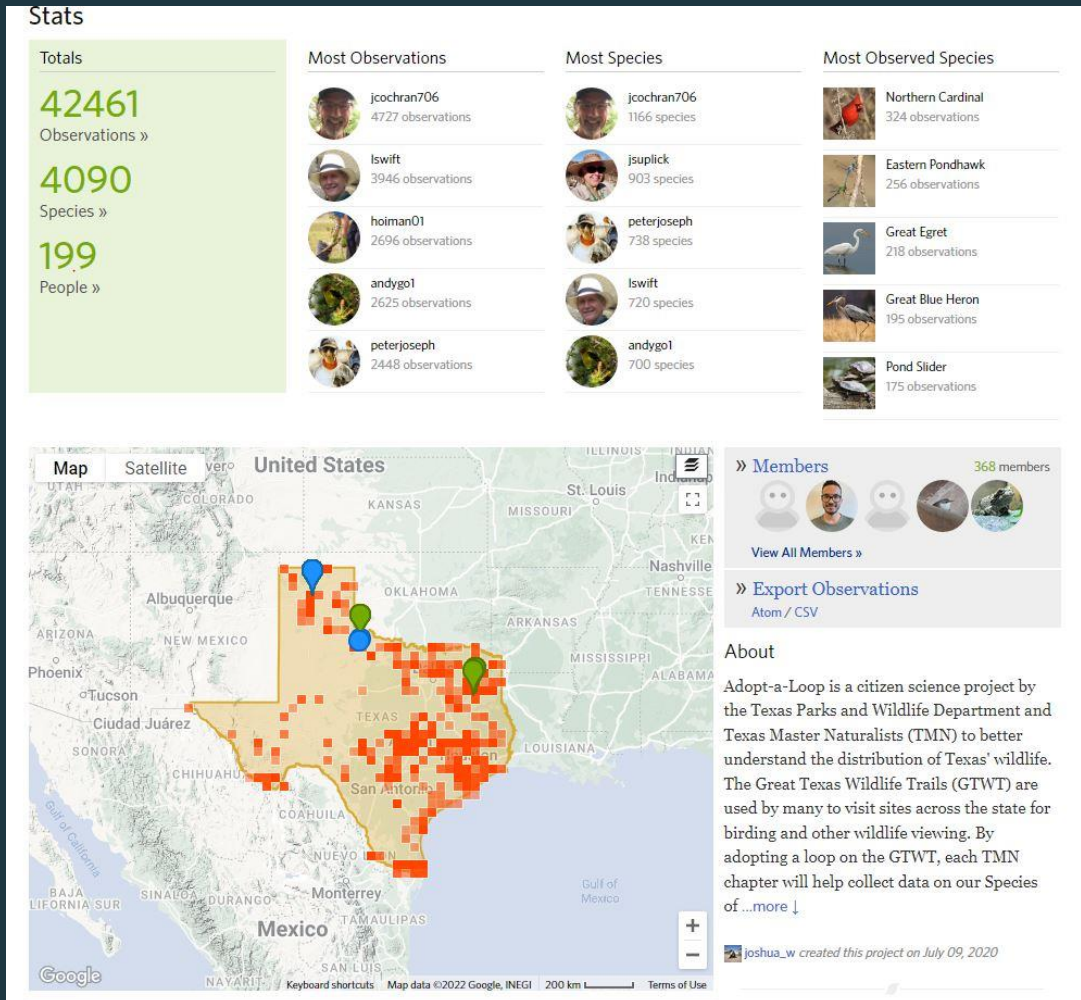 Stats
Totals
42461
Observations »
4090
Species »
199
People »
Most Observations
jcochran706
4727 observations
lswift
3946 observations
hoiman01
2696 observations
andygo1
2625 observations
peterjoseph
2448 observations
Most Species
jcochran706
1166 species
jsuplick
903 species
peterjoseph
738 species
lswift
720 species
andygo1
700 species
Most Observed Species
Northern Cardinal
324 observations
Eastern Pondhawk
256 observations
Great Egret
218 observations
Great Blue Heron
195 observations
Pond Slider
175 observations
Map Satellite
United States
ILLINOIS
UTAH
COLORADO
KANSAS
MISSOURI
St. Louis
Nashville
TENNESSE
Albuquerque
OKLAHOMA
ARKANSAS
ARIZONA
NEW MEXICO
MISSISSIPPI
ALABAMA
Phoenix
Tucson
TEXAS
Ciudad Juárez
LOUISIANA
SONORA
CHIHUAHU
San Antonio
COAHUILA
Gulf of California
NUEVO
BAJA
LIFORNIA SUR
SINALOA
DURANGO
Monterrey
Gulf of
Mexico
TAMAULIPAS
Mexico
SAN LUIS
NAYARIT
Google
Keyboard shortcuts Map data ©2022 Google, INEGI 200 km Terms of Use
» Members 368 members
View All Members »
» Export Observations
Atom / CSV
About
Adopt-a-Loop is a citizen science project by
the Texas Parks and Wildlife Department and
Texas Master Naturalists (TMN) to better
understand the distribution of Texas' wildlife.
The Great Texas Wildlife Trails (GTWT) are
used by many to visit sites across the state for
birding and other wildlife viewing. By
adopting a loop on the GTWT, each TMN
chapter will help collect data on our Species
of ...more ↓
joshua_w created this project on July 09, 2020